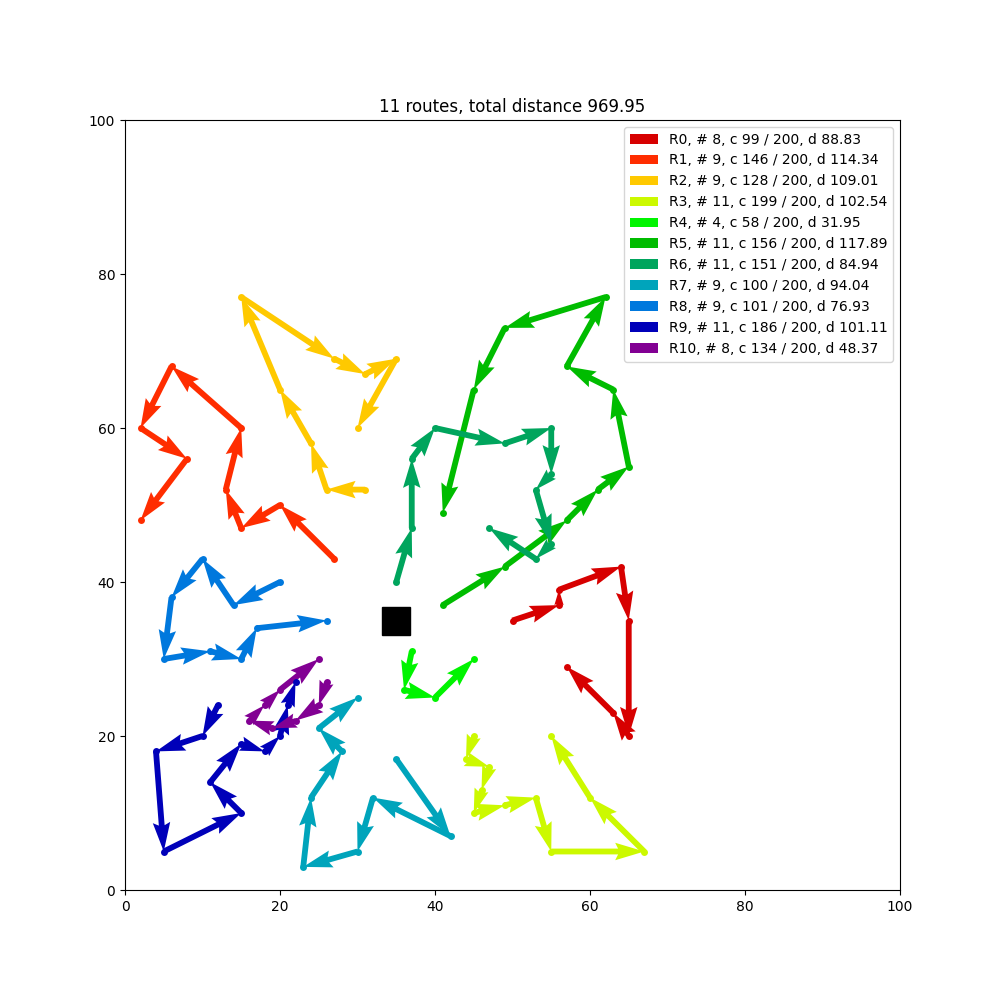 11 routes, total distance 969.95
100
80
60
40
20
0
0 20 40 60 80 100
R0, # 8, c 99 / 200, d 88.83
R1, # 9, c 146 / 200, d 114.34
R2, # 9, c 128 / 200, d 109.01
R3, # 11, c 199 / 200, d 102.54
R4, # 4, c 58 / 200, d 31.95
R5, # 11, c 156 / 200, d 117.89
R6, # 11, c 151 / 200, d 84.94
R7, # 9, c 100 / 200, d 94.04
R8, # 9, c 101 / 200, d 76.93
R9, # 11, c 186 / 200, d 101.11
R10, # 8, c 134 / 200, d 48.37